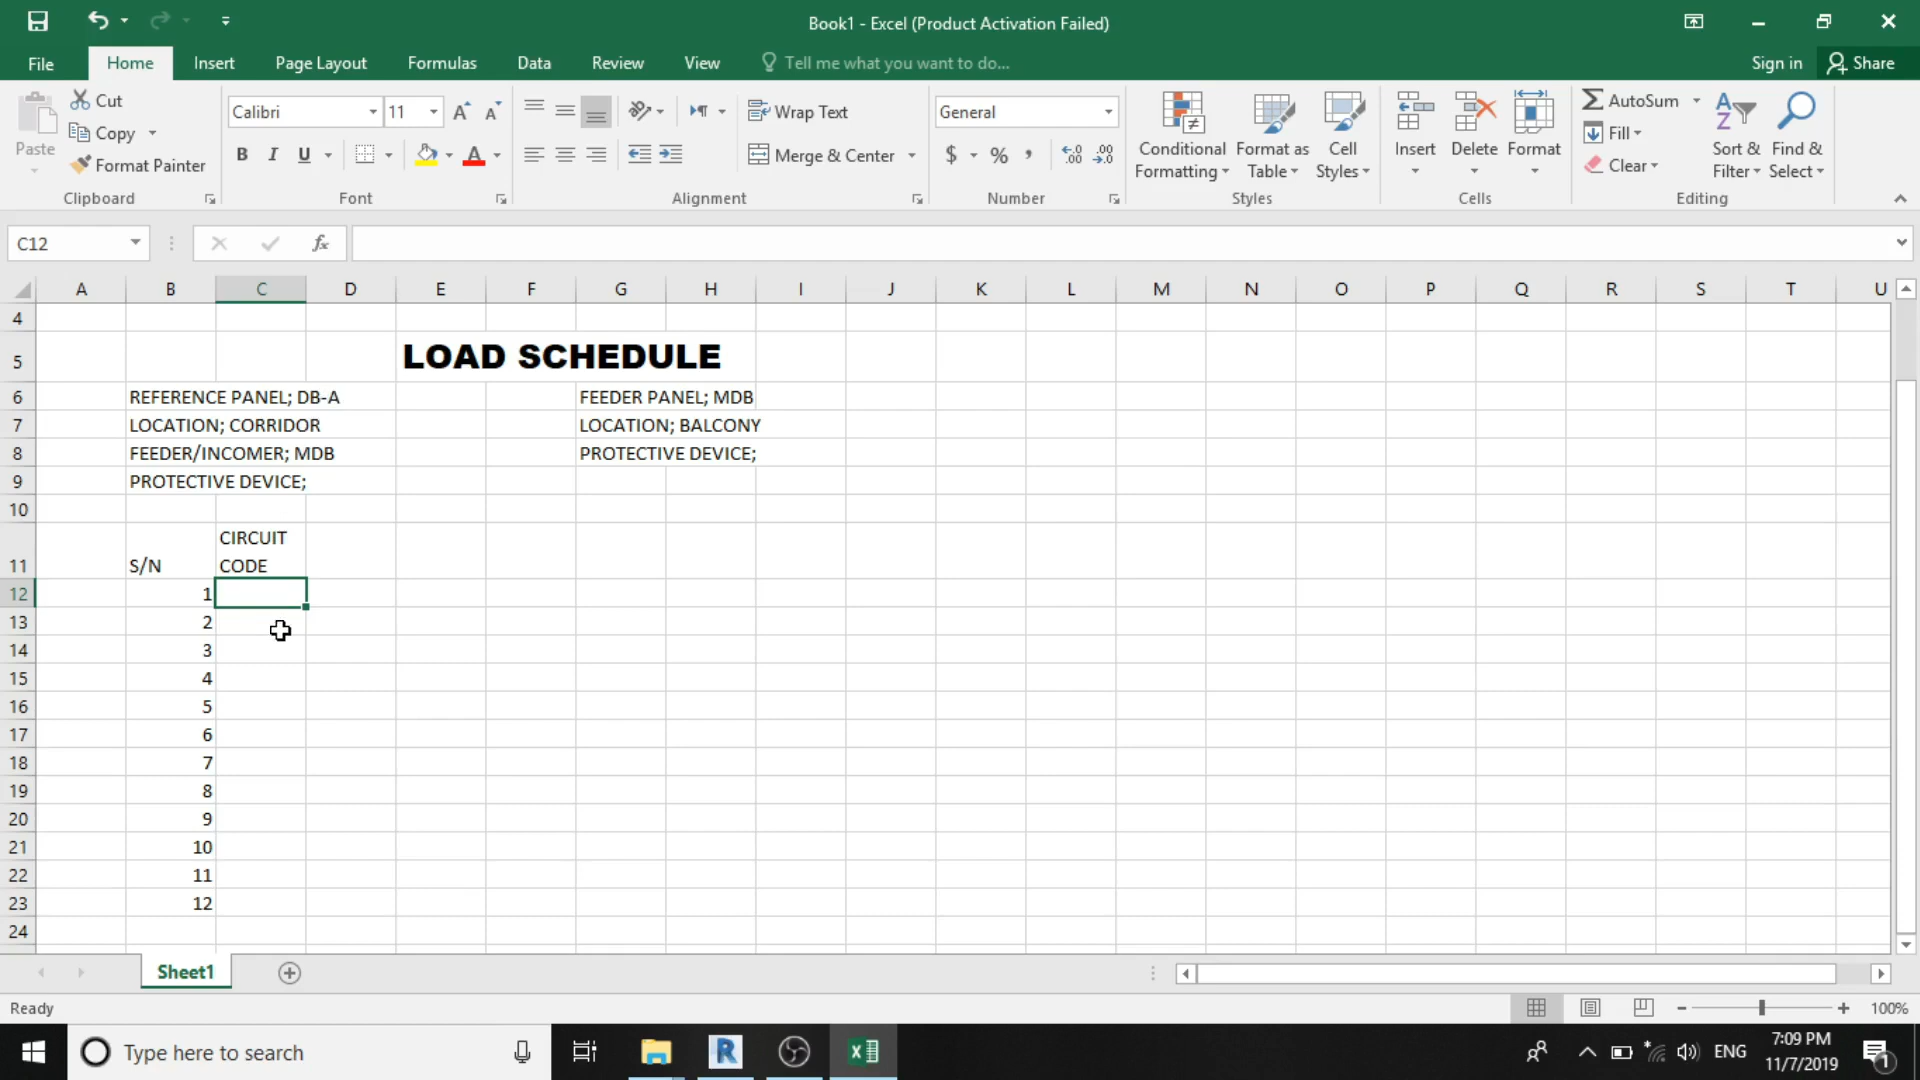 Book1 - Excel (Product Activation Failed)
File Home Insert Page Layout Formulas Data Review View Tell me what you want to do... Sign in Share
Paste
Cut
Copy
Format Painter
Clipboard
Calibri 11
B I U
Font
Wrap Text
Merge & Center
Alignment
General
$ % ,
Number
Conditional Formatting
Format as Table
Cell Styles
Styles
Insert Delete Format
Cells
AutoSum
Fill
Clear
Sort & Filter
Find & Select
Editing
C12
fx
A B C D E F G H I J K L M N O P Q R S T U
4
5 LOAD SCHEDULE
6 REFERENCE PANEL; DB-A FEEDER PANEL; MDB
7 LOCATION; CORRIDOR LOCATION; BALCONY
8 FEEDER/INCOMER; MDB PROTECTIVE DEVICE;
9 PROTECTIVE DEVICE;
10
11 S/N CIRCUIT CODE
12 1
13 2
14 3
15 4
16 5
17 6
18 7
19 8
20 9
21 10
22 11
23 12
24
Sheet1
Ready
100%
Type here to search
ENG
7:09 PM
11/7/2019
1